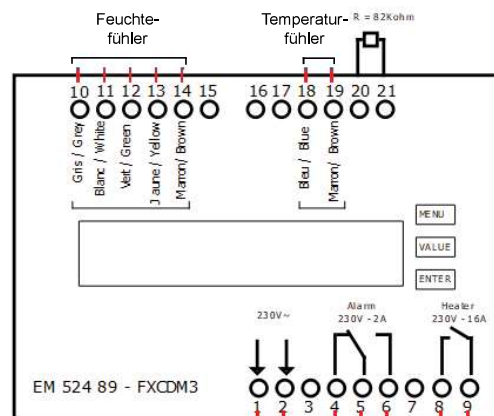 Feuchte-
fühler
Temperatur-
fühler
R = 82Kohm
10 11 12 13 14 15 16 17 18 19 20 21
Gris / Grey
Blanc / White
Vert / Green
Jaune / Yellow
Marron/ Brown
Bleu / Blue
Marron/ Brown
MENU
VALUE
ENTER
230V~
Alarm
230V - 2A
Heater
230V - 16A
EM 524 89 - FXCDM3
1 2 3 4 5 6 7 8 9